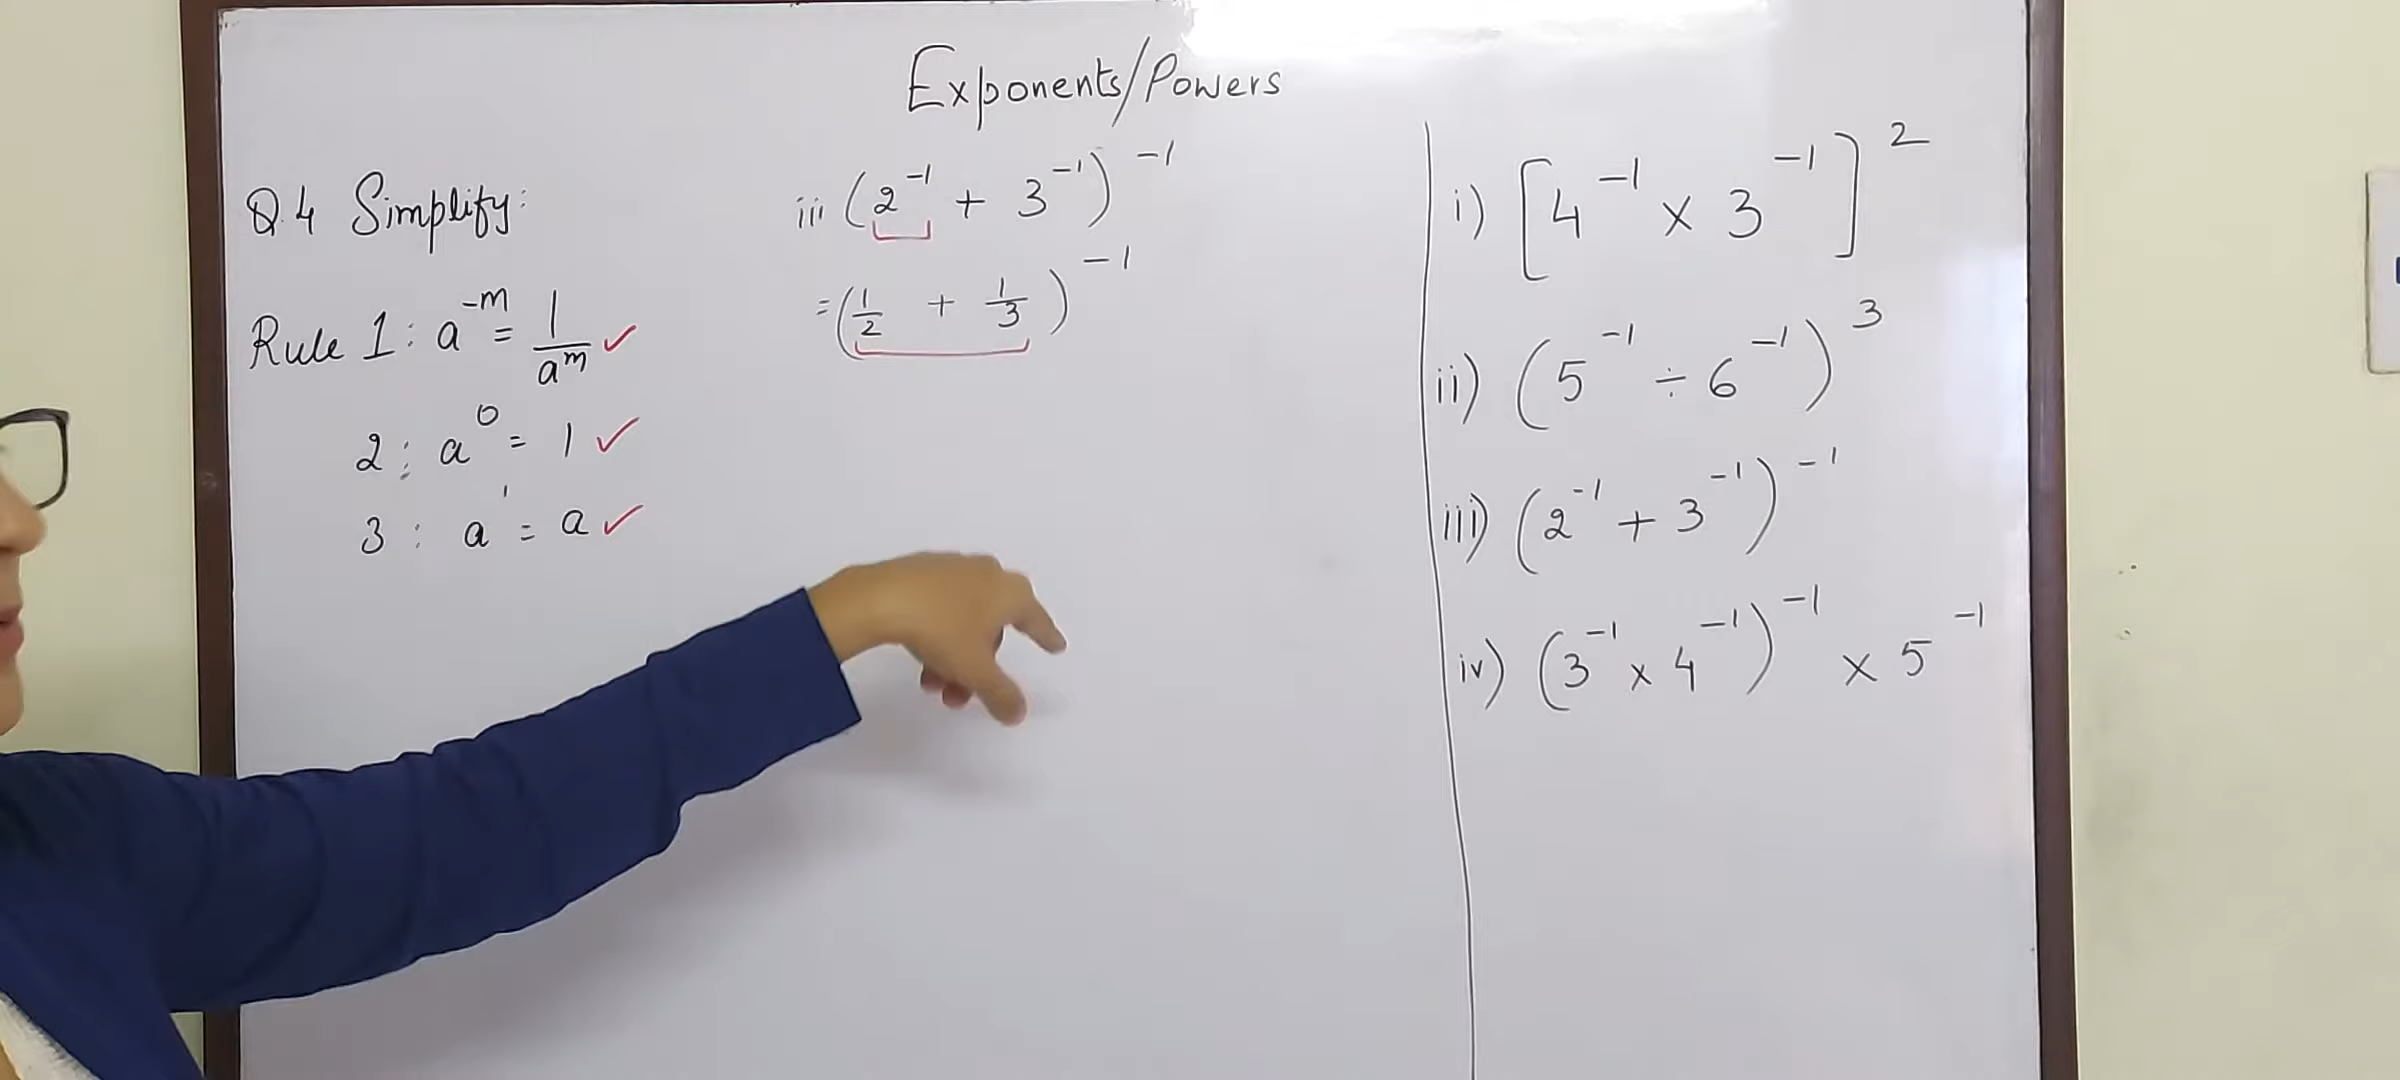 Exponents/Powers
Q.4 Simplify:
Rule 1: a⁻ᵐ = 1/aᵐ ✓
2: a⁰ = 1 ✓
3: a¹ = a ✓
iii (2⁻¹ + 3⁻¹)⁻¹
= (1/2 + 1/3)⁻¹
i) [4⁻¹ × 3⁻¹]²
ii) (5⁻¹ ÷ 6⁻¹)³
iii) (2⁻¹ + 3⁻¹)⁻¹
iv) (3⁻¹ × 4⁻¹)⁻¹ × 5⁻¹